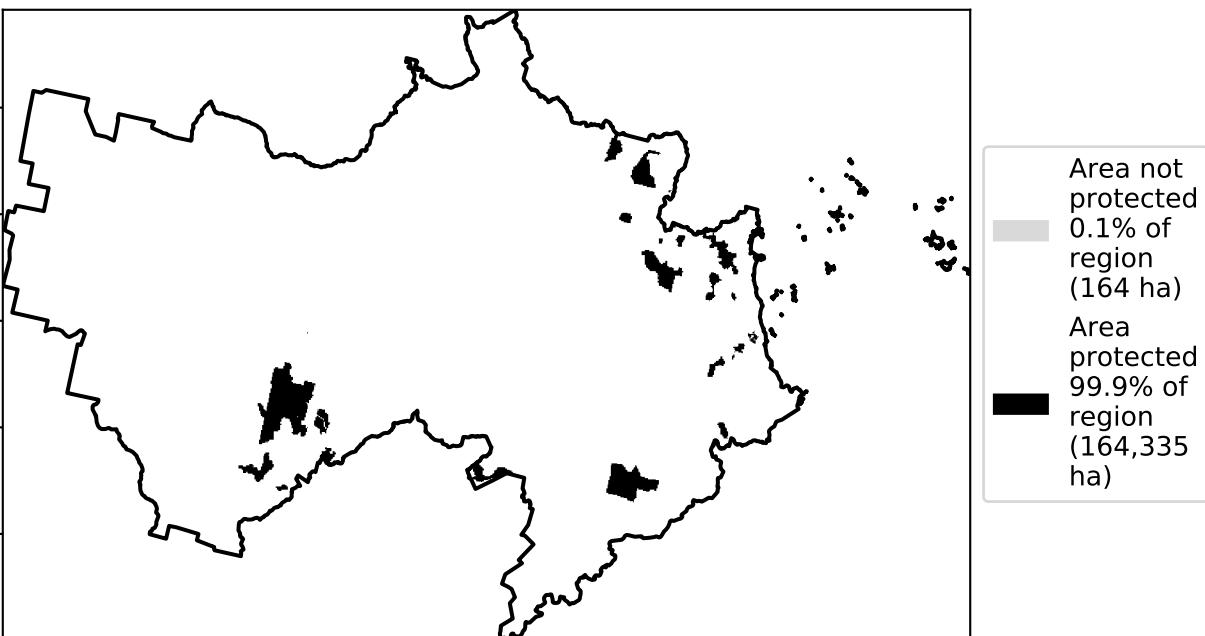 Area not
protected
0.1% of
region
(164 ha)
Area
protected
99.9% of
region
(164,335
ha)